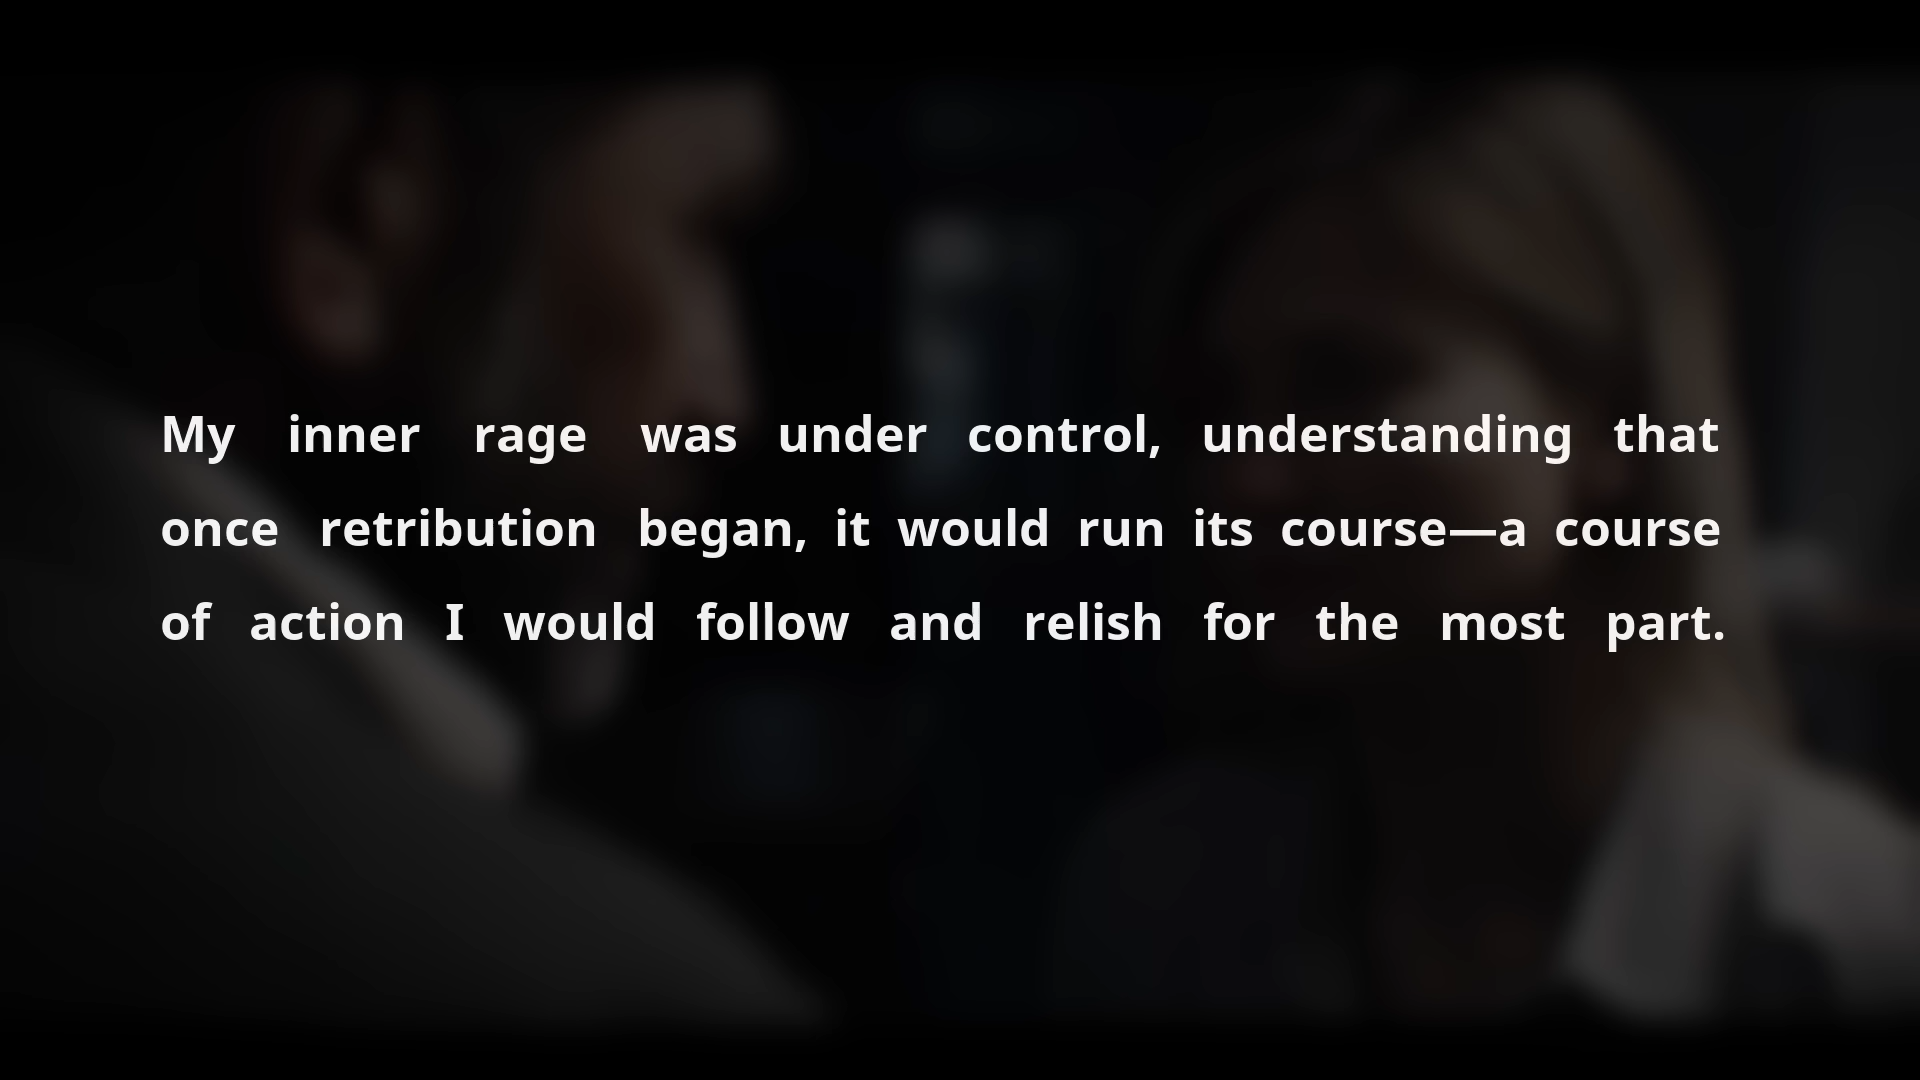 My inner rage was under control, understanding that
once retribution began, it would run its course—a course
of action I would follow and relish for the most part.